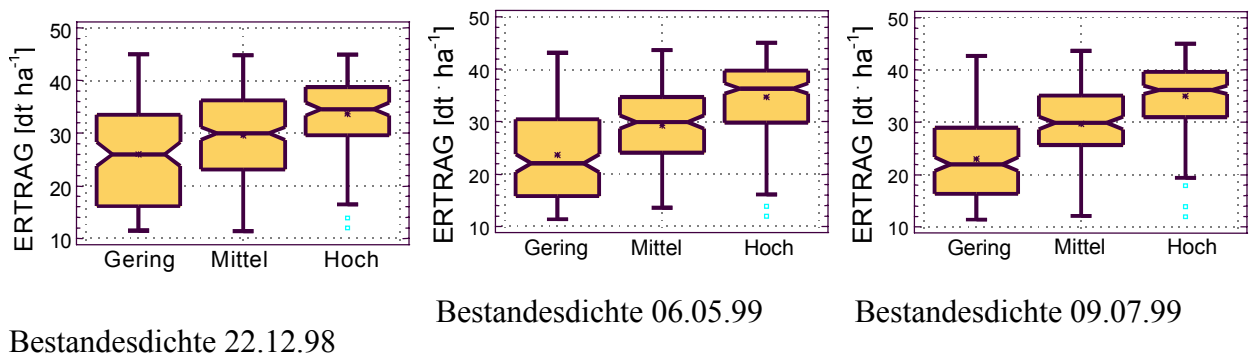 ERTRAG [dt ha⁻¹]
50
40
30
20
10
Gering Mittel Hoch
Bestandesdichte 22.12.98
ERTRAG [dt · ha⁻¹]
50
40
30
20
10
Gering Mittel Hoch
Bestandesdichte 06.05.99
ERTRAG [dt · ha⁻¹]
50
40
30
20
10
Gering Mittel Hoch
Bestandesdichte 09.07.99